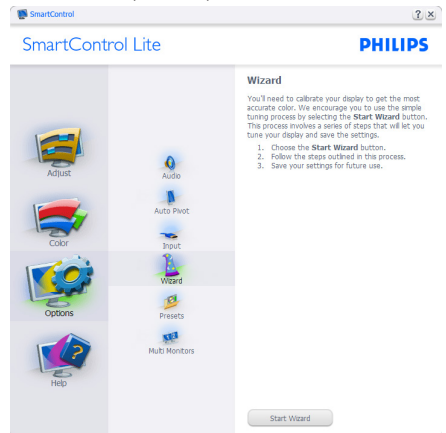 SmartControl
SmartControl Lite
PHILIPS
Adjust
Color
Options
Help
Audio
Auto Pivot
Input
Wizard
Presets
Multi Monitors
Wizard
You'll need to calibrate your display to get the most
accurate color. We encourage you to use the simple
tuning process by selecting the Start Wizard button.
This process involves a series of steps that will let you
tune your display and save the settings.
1. Choose the Start Wizard button.
2. Follow the steps outlined in this process.
3. Save your settings for future use.
Start Wizard